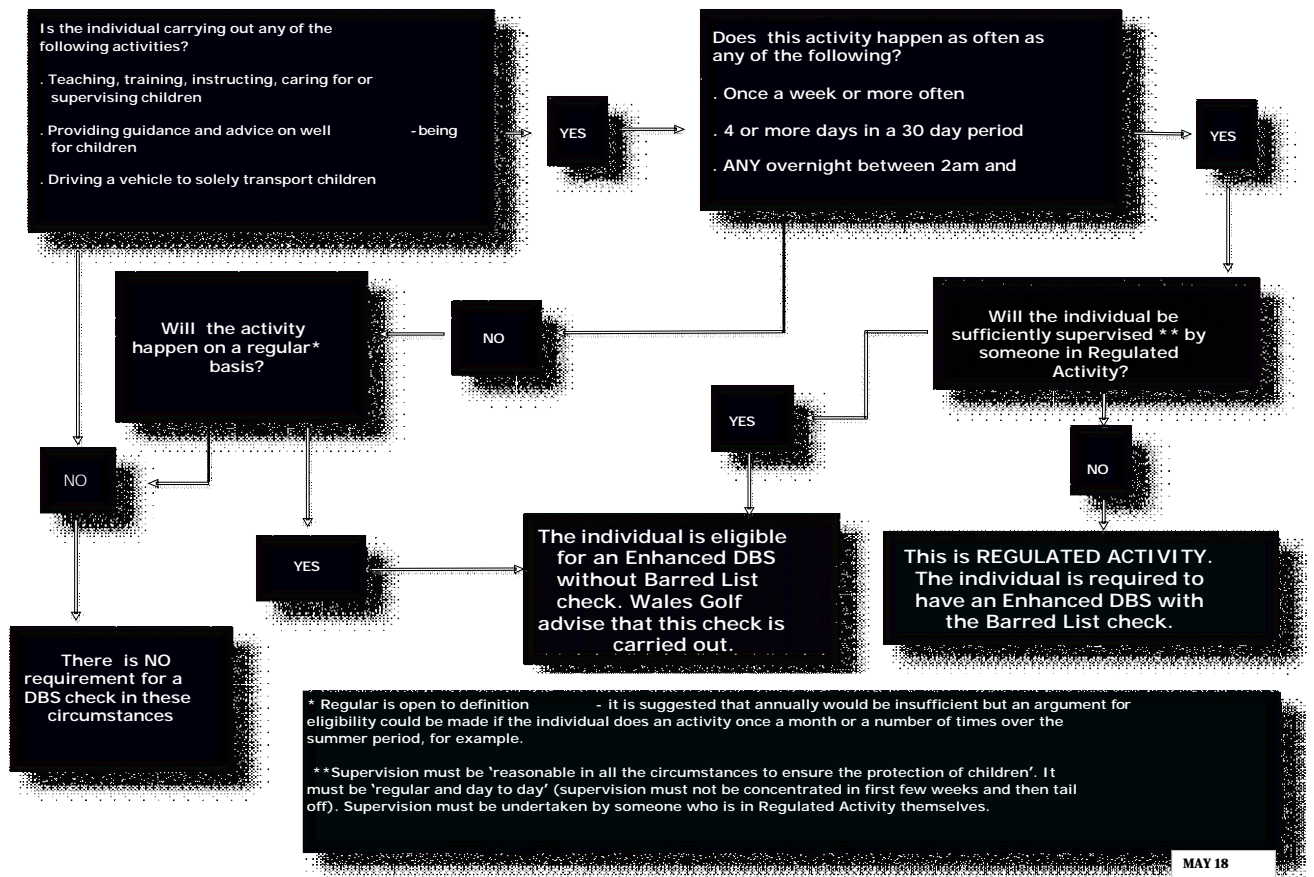 Is the individual carrying out any of the
following activities?
. Teaching, training, instructing, caring for or
supervising children
. Providing guidance and advice on well -being
for children
. Driving a vehicle to solely transport children
YES
Does this activity happen as often as
any of the following?
. Once a week or more often
. 4 or more days in a 30 day period
. ANY overnight between 2am and
YES
Will the activity
happen on a regular*
basis?
NO
Will the individual be
sufficiently supervised ** by
someone in Regulated
Activity?
YES
NO
NO
YES
The individual is eligible
for an Enhanced DBS
without Barred List
check. Wales Golf
advise that this check is
carried out.
This is REGULATED ACTIVITY.
The individual is required to
have an Enhanced DBS with
the Barred List check.
There is NO
requirement for a
DBS check in these
circumstances
* Regular is open to definition - it is suggested that annually would be insufficient but an argument for
eligibility could be made if the individual does an activity once a month or a number of times over the
summer period, for example.
**Supervision must be ‘reasonable in all the circumstances to ensure the protection of children’. It
must be ‘regular and day to day’ (supervision must not be concentrated in first few weeks and then tail
off). Supervision must be undertaken by someone who is in Regulated Activity themselves.
MAY 18